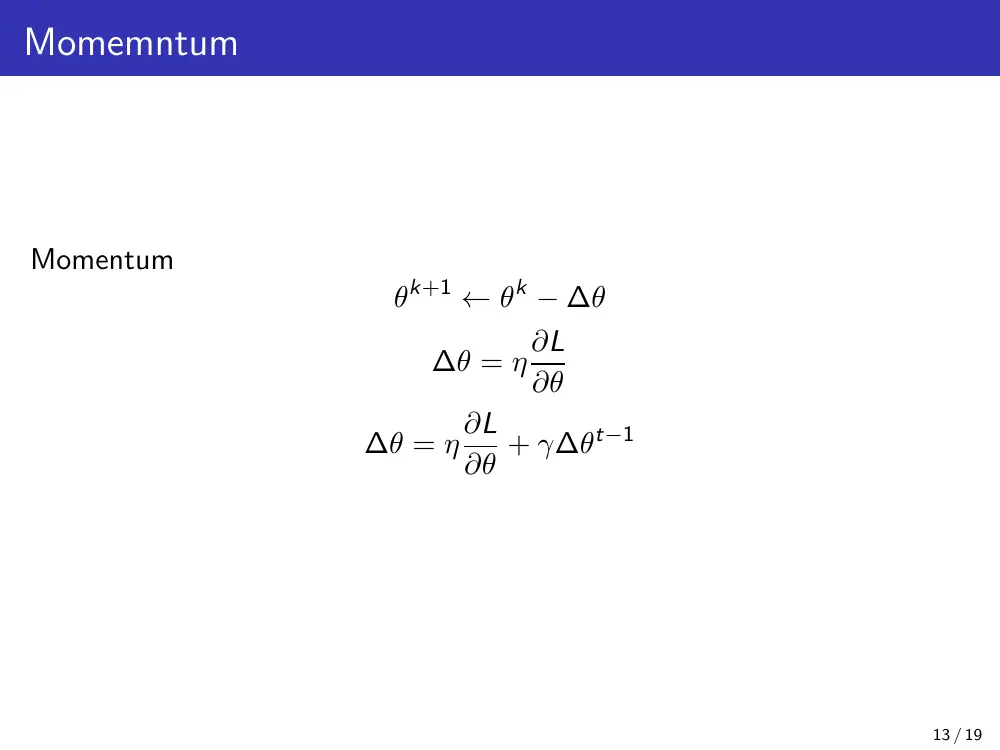 Momemntum
Momentum
θ^{k+1} ← θ^k − Δθ
Δθ = η ∂L/∂θ
Δθ = η ∂L/∂θ + γΔθ^{t−1}
13 / 19